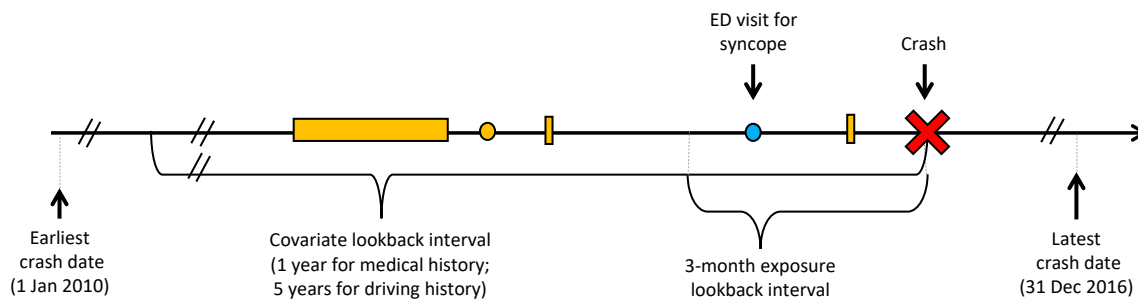 ED visit for
syncope
Crash
Earliest
crash date
(1 Jan 2010)
Covariate lookback interval
(1 year for medical history;
5 years for driving history)
3-month exposure
lookback interval
Latest
crash date
(31 Dec 2016)